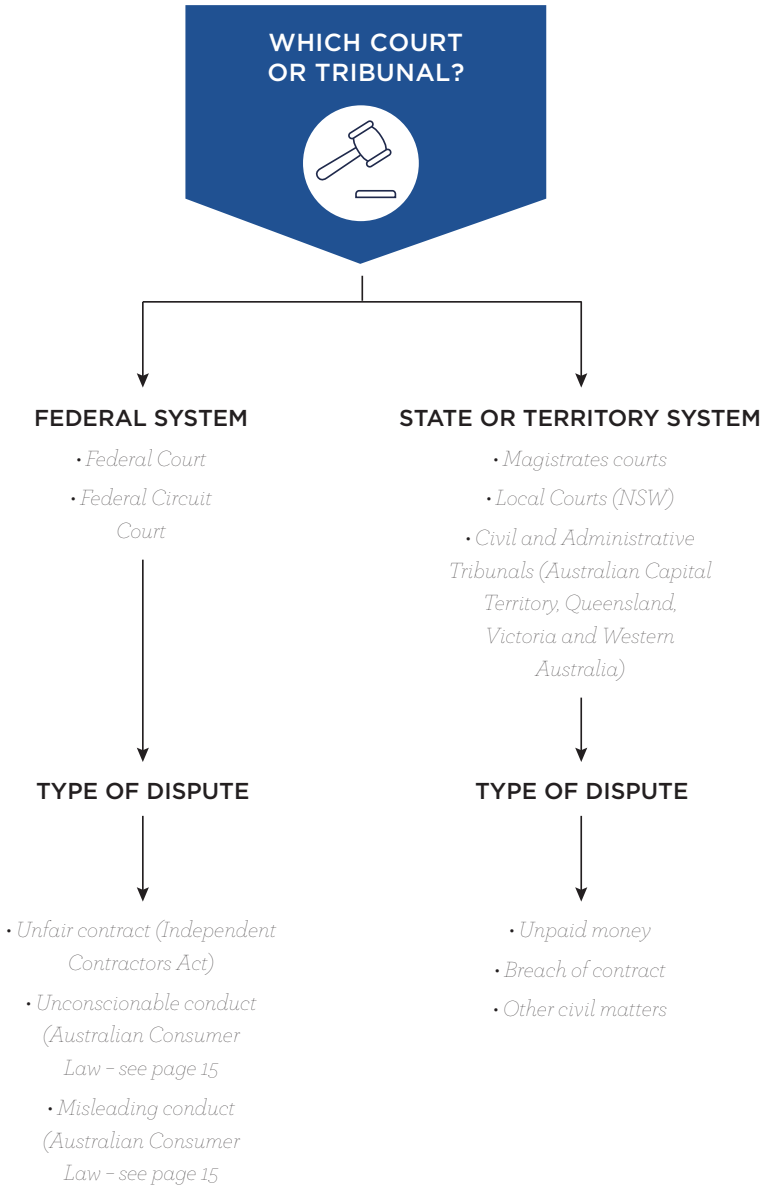 WHICH COURT
OR TRIBUNAL?
FEDERAL SYSTEM
• Federal Court
• Federal Circuit
Court
TYPE OF DISPUTE
• Unfair contract (Independent
Contractors Act)
• Unconscionable conduct
(Australian Consumer
Law – see page 15
• Misleading conduct
(Australian Consumer
Law – see page 15
STATE OR TERRITORY SYSTEM
• Magistrates courts
• Local Courts (NSW)
• Civil and Administrative
Tribunals (Australian Capital
Territory, Queensland,
Victoria and Western
Australia)
TYPE OF DISPUTE
• Unpaid money
• Breach of contract
• Other civil matters